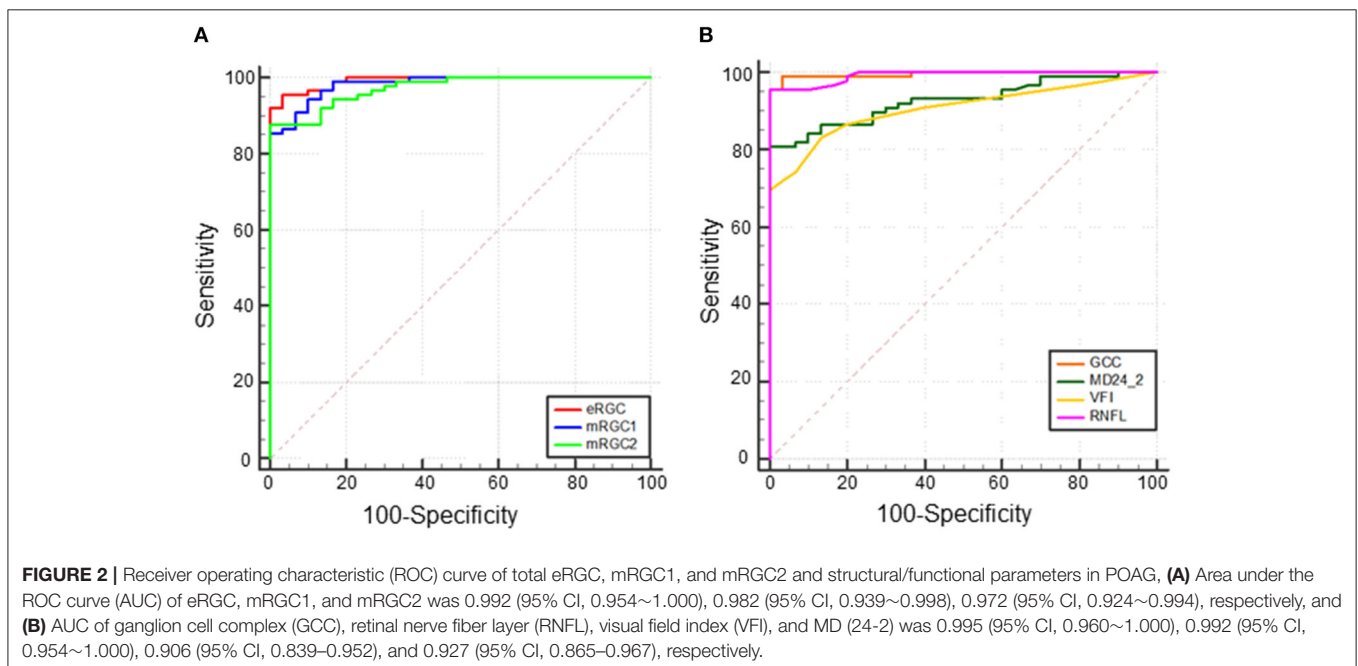 A
100
80
60
40
20
0
Sensitivity
eRGC
mRGC1
mRGC2
0 20 40 60 80 100
100-Specificity
B
100
80
60
40
20
0
Sensitivity
GCC
MD24_2
VFI
RNFL
0 20 40 60 80 100
100-Specificity
FIGURE 2 | Receiver operating characteristic (ROC) curve of total eRGC, mRGC1, and mRGC2 and structural/functional parameters in POAG, (A) Area under the
ROC curve (AUC) of eRGC, mRGC1, and mRGC2 was 0.992 (95% CI, 0.954~1.000), 0.982 (95% CI, 0.939~0.998), 0.972 (95% CI, 0.924~0.994), respectively, and
(B) AUC of ganglion cell complex (GCC), retinal nerve fiber layer (RNFL), visual field index (VFI), and MD (24-2) was 0.995 (95% CI, 0.960~1.000), 0.992 (95% CI,
0.954~1.000), 0.906 (95% CI, 0.839–0.952), and 0.927 (95% CI, 0.865–0.967), respectively.